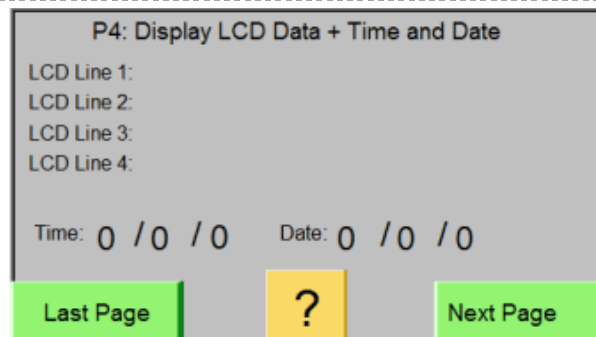 P4: Display LCD Data + Time and Date
LCD Line 1:
LCD Line 2:
LCD Line 3:
LCD Line 4:
Time: 0 / 0 / 0 Date: 0 / 0 / 0
Last Page ? Next Page